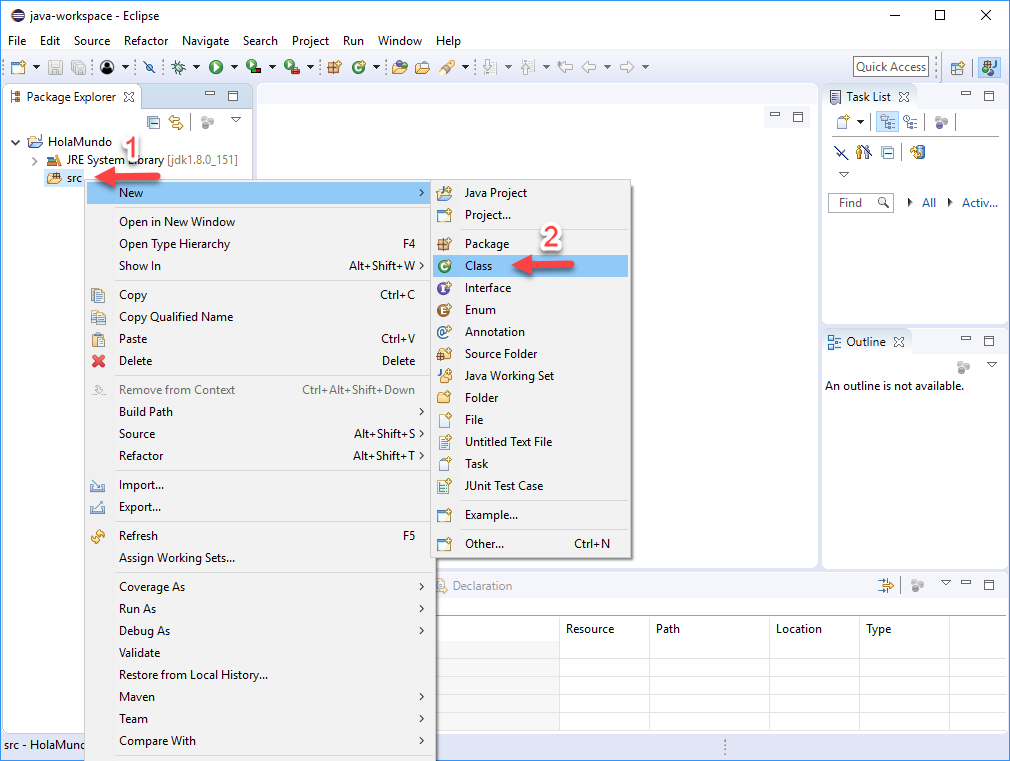 java-workspace - Eclipse
File Edit Source Refactor Navigate Search Project Run Window Help
Quick Access
Package Explorer
HolaMundo
JRE System Library [jdk1.8.0_151]
src
1
New
Open in New Window
Open Type Hierarchy F4
Show In Alt+Shift+W
Copy Ctrl+C
Copy Qualified Name
Paste Ctrl+V
Delete Delete
Remove from Context Ctrl+Alt+Shift+Down
Build Path
Source Alt+Shift+S
Refactor Alt+Shift+T
Import...
Export...
Refresh F5
Assign Working Sets...
Coverage As
Run As
Debug As
Validate
Restore from Local History...
Maven
Team
Compare With
Java Project
Project...
Package
2
Class
Interface
Enum
Annotation
Source Folder
Java Working Set
Folder
File
Untitled Text File
Task
JUnit Test Case
Example...
Other... Ctrl+N
Task List
Find All Activ...
Outline
An outline is not available.
Declaration
Resource Path Location Type
src - HolaMund